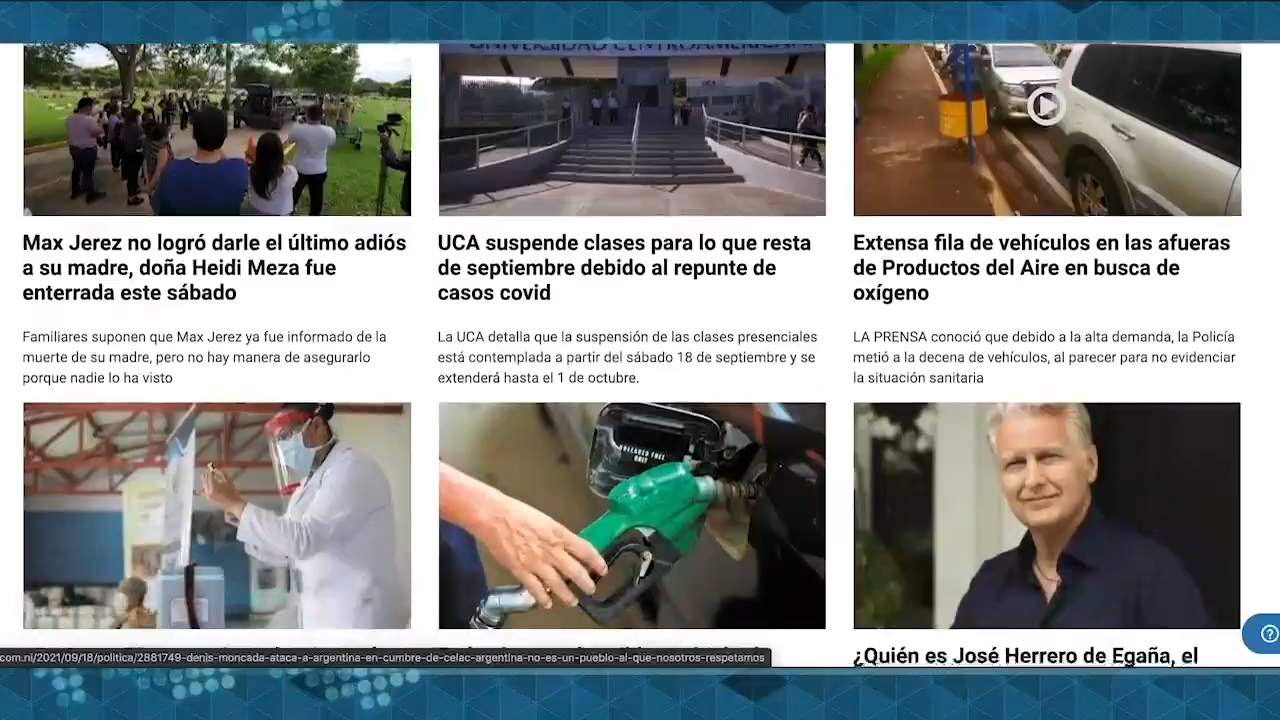 UNIVERSIDAD CENTROAMERICANA
Max Jerez no logró darle el último adiós
a su madre, doña Heidi Meza fue
enterrada este sábado
UCA suspende clases para lo que resta
de septiembre debido al repunte de
casos covid
Extensa fila de vehículos en las afueras
de Productos del Aire en busca de
oxígeno
Familiares suponen que Max Jerez ya fue informado de la
muerte de su madre, pero no hay manera de asegurarlo
porque nadie lo ha visto
La UCA detalla que la suspensión de las clases presenciales
está contemplada a partir del sábado 18 de septiembre y se
extenderá hasta el 1 de octubre.
LA PRENSA conoció que debido a la alta demanda, la Policía
metió a la decena de vehículos, al parecer para no evidenciar
la situación sanitaria
UNLEADED FUEL
ONLY
¿Quién es José Herrero de Egaña, el
com.ni/2021/09/18/politica/2881749-denis-moncada-ataca-a-argentina-en-cumbre-de-celac-argentina-no-es-un-pueblo-al-que-nosotros-respetamos